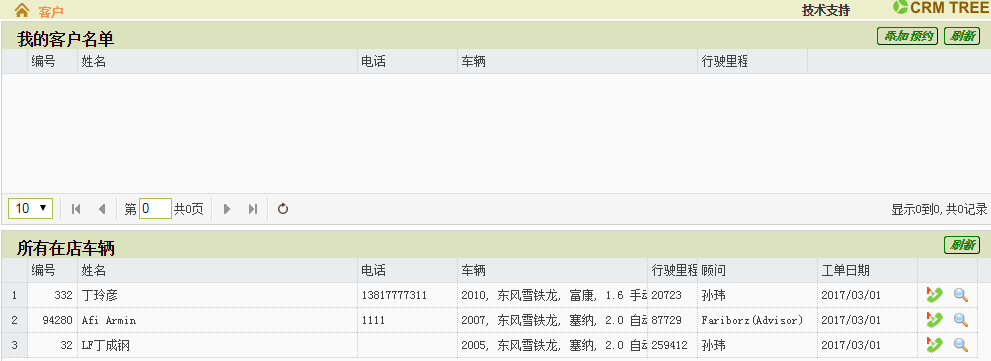 客户 技术支持 CRM TREE
我的客户名单 添加预约 刷新
编号 姓名 电话 车辆 行驶里程
10 第 0 共0页 显示0到0, 共0记录
所有在店车辆 刷新
编号 姓名 电话 车辆 行驶里程 顾问 工单日期
1 332 丁玲彦 13817777311 2010, 东风雪铁龙, 富康, 1.6 手动 20723 孙玮 2017/03/01
2 94280 Afi Armin 1111 2007, 东风雪铁龙, 塞纳, 2.0 自动 87729 Fariborz(Advisor) 2017/03/01
3 32 LF丁成钢 2005, 东风雪铁龙, 塞纳, 2.0 自动 259412 孙玮 2017/03/01